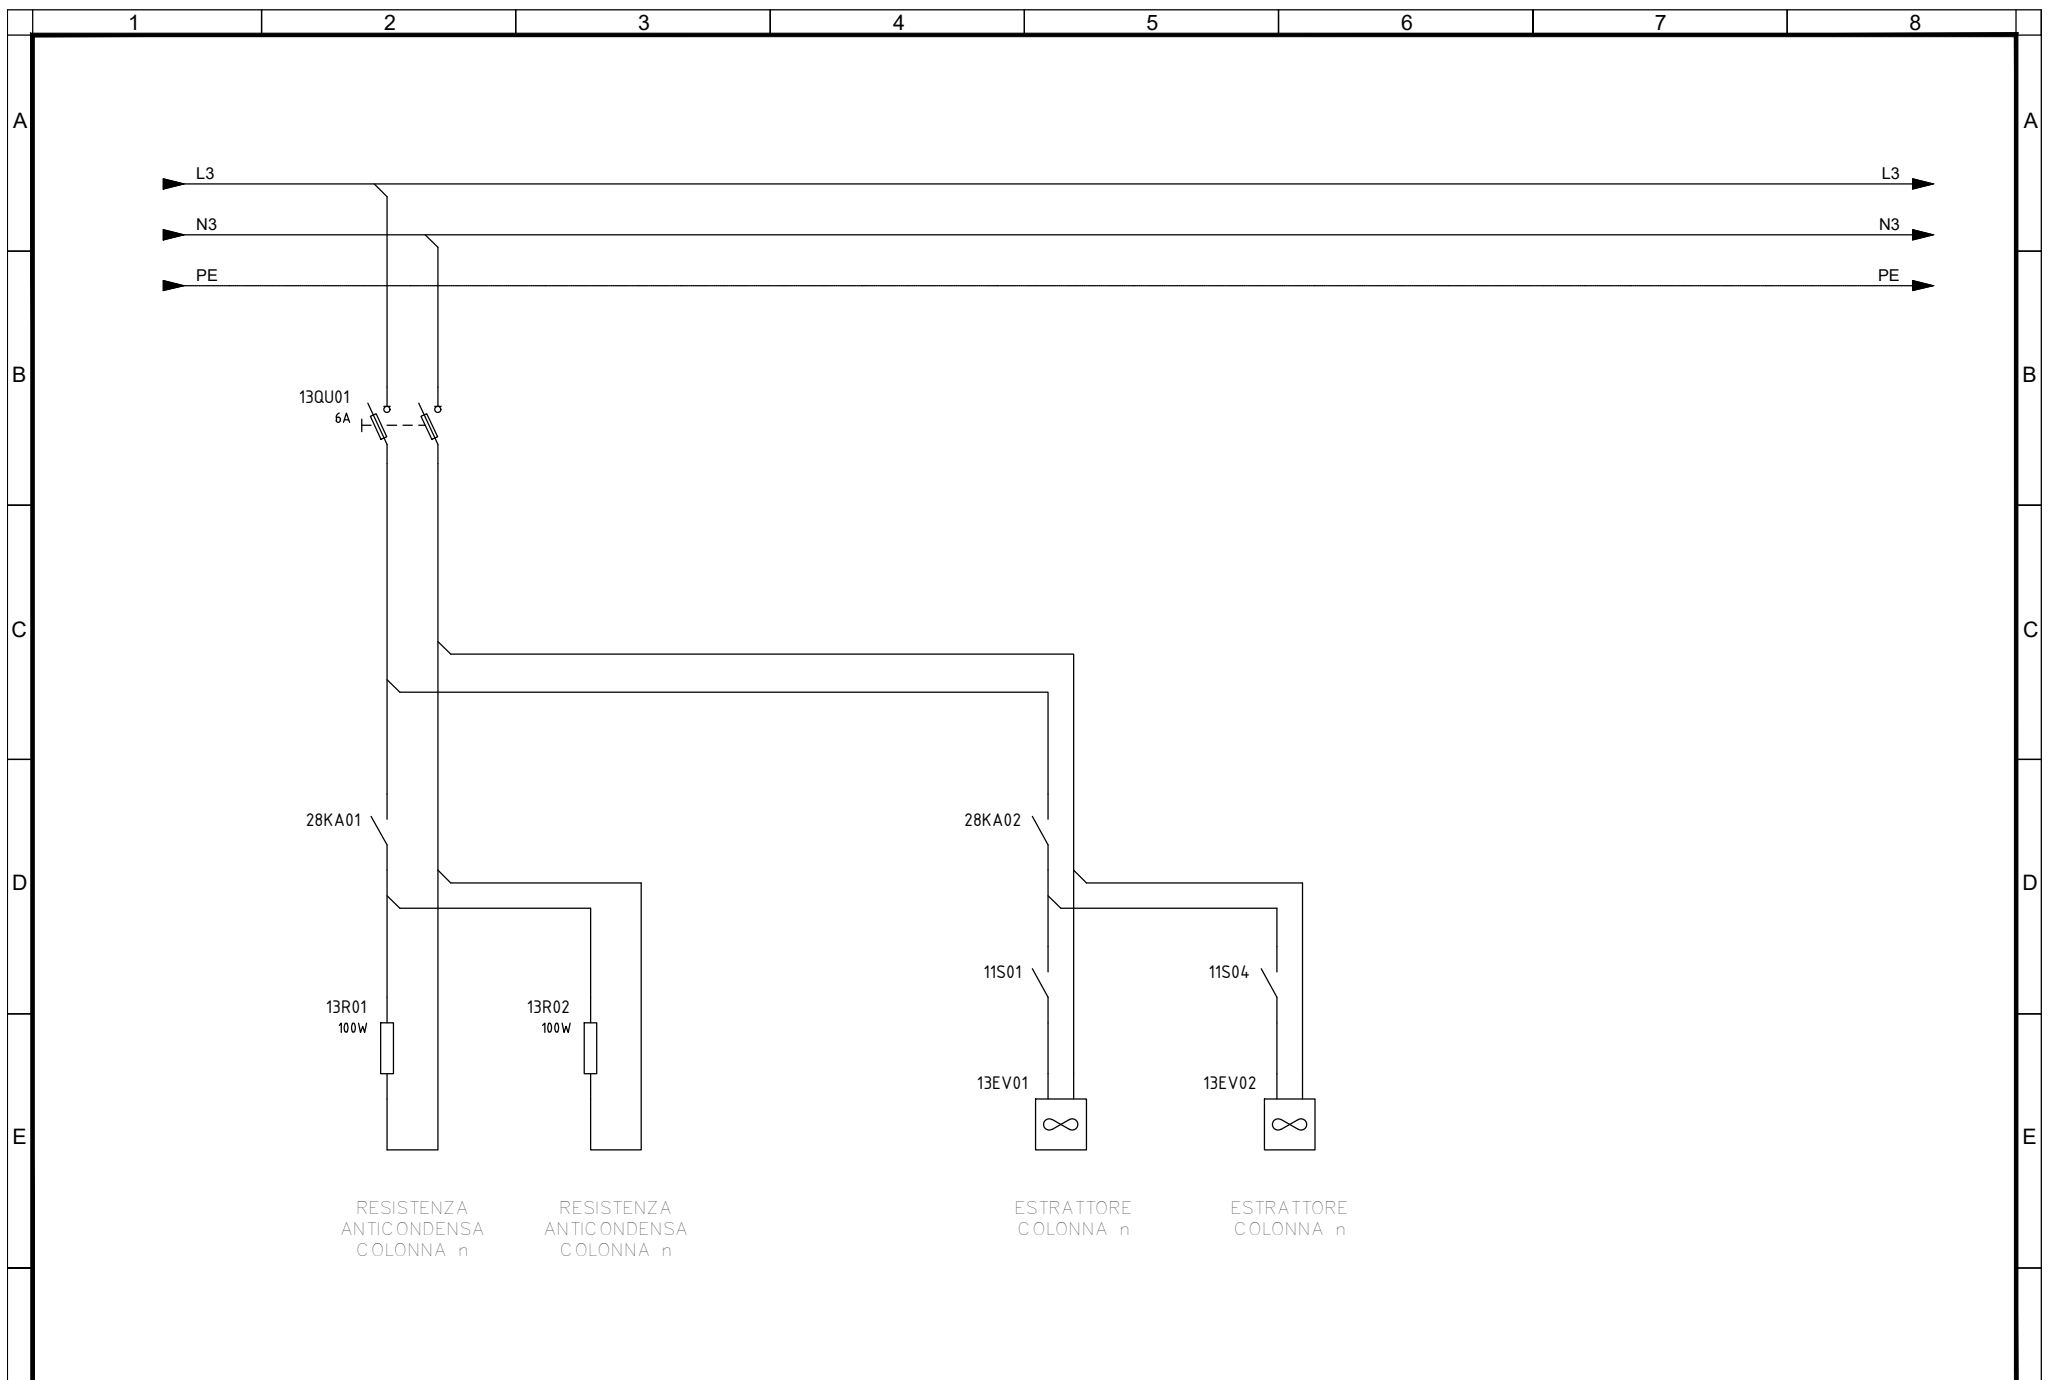 1 2 3 4 5 6 7 8
A A
L3 L3
N3 N3
PE PE
B B
13QU01
6A
C C
28KA01 28KA02
D D
11S01 11S04
13R01 13R02
100W 100W
13EV01 13EV02
E E
RESISTENZA RESISTENZA ESTRATTORE ESTRATTORE
ANTICONDENSA ANTICONDENSA COLONNA n COLONNA n
COLONNA n COLONNA n